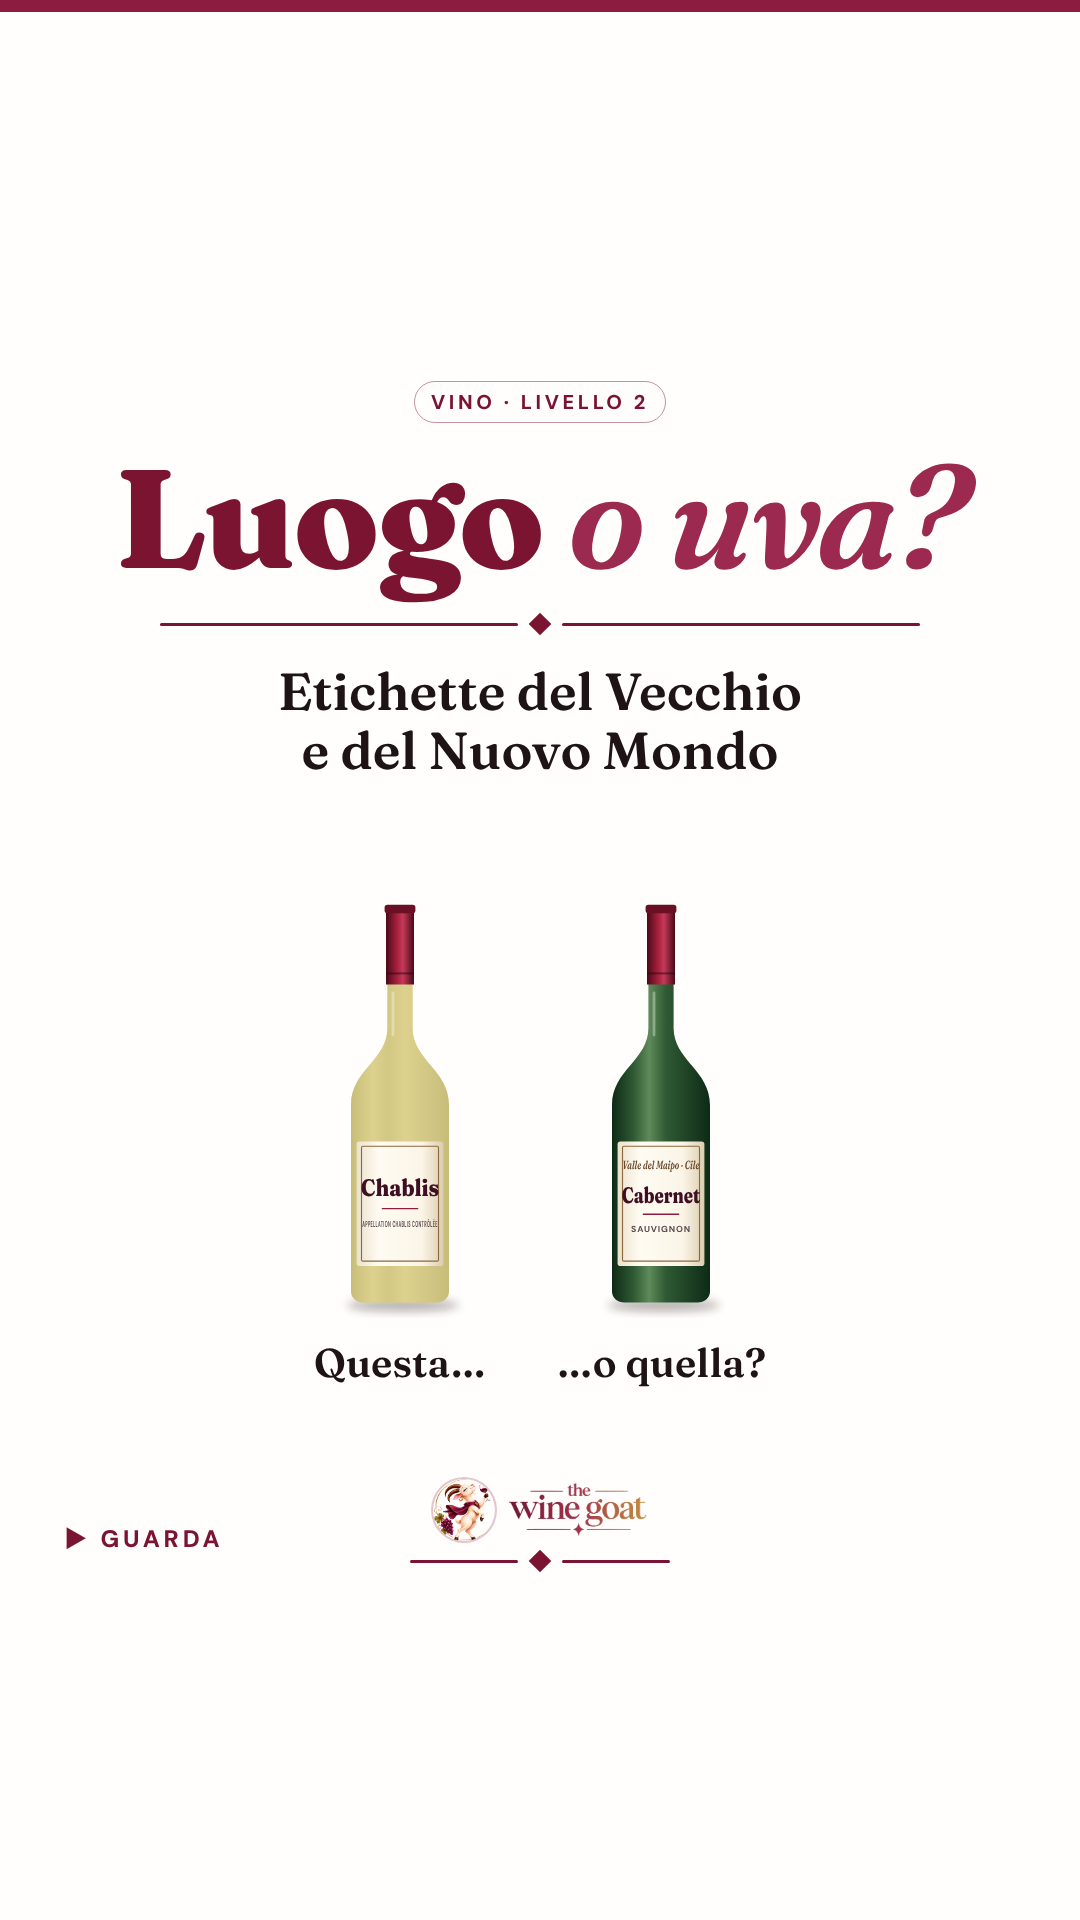 VINO · LIVELLO 2
Luogo o uva?
Etichette del Vecchio
e del Nuovo Mondo
Chablis
APPELLATION CHABLIS CONTRÔLÉE
Valle del Maipo · Cile
Cabernet
SAUVIGNON
Questa...
...o quella?
GUARDA
the
wine goat